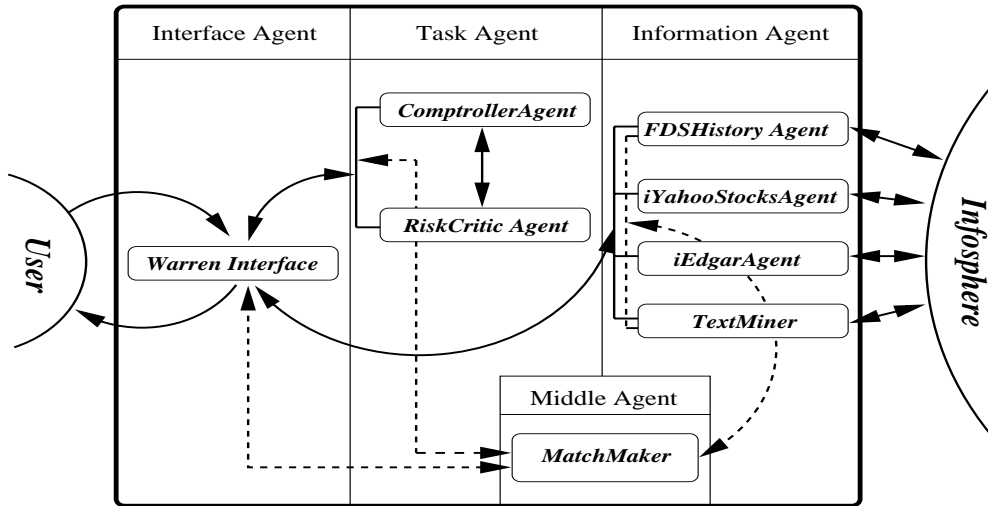 Interface Agent
Task Agent
Information Agent
ComptrollerAgent
RiskCritic Agent
FDSHistory Agent
iYahooStocksAgent
iEdgarAgent
TextMiner
User
Warren Interface
Infosphere
Middle Agent
MatchMaker